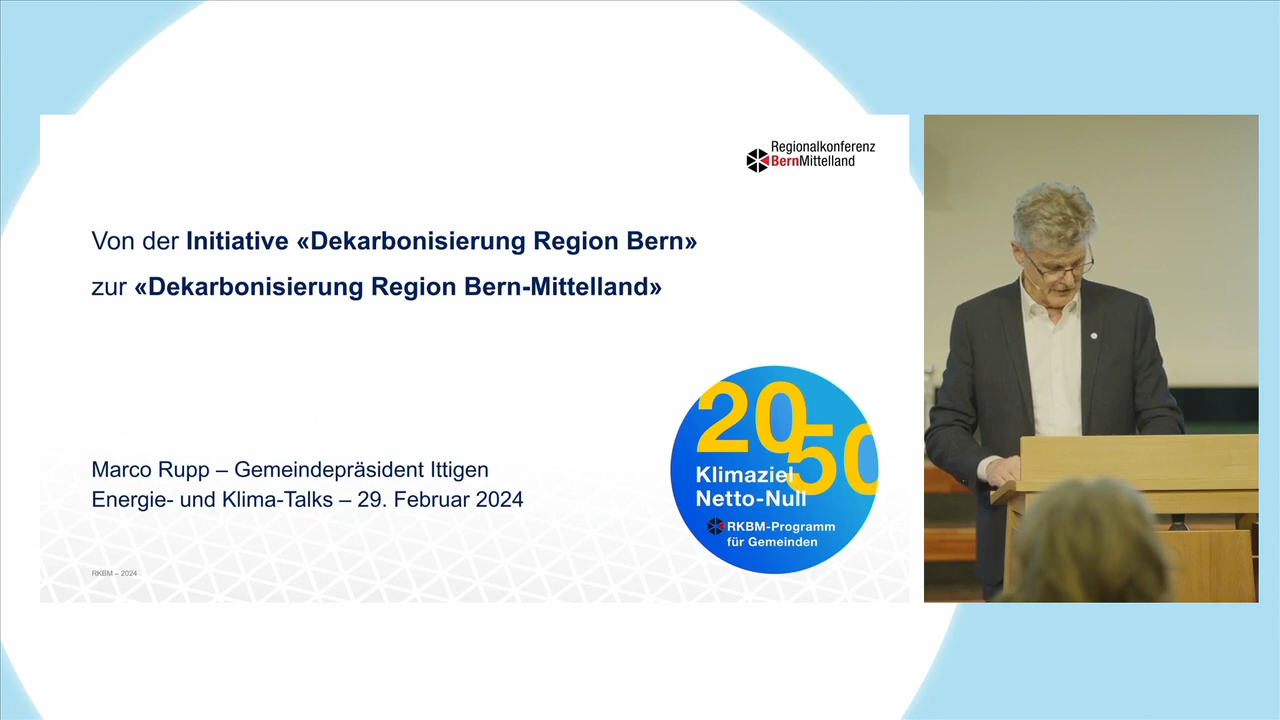 Regionalkonferenz
BernMittelland
Von der Initiative «Dekarbonisierung Region Bern»
zur «Dekarbonisierung Region Bern-Mittelland»
2050
Klimaziel
Netto-Null
RKBM-Programm
für Gemeinden
Marco Rupp – Gemeindepräsident Ittigen
Energie- und Klima-Talks – 29. Februar 2024
RKBM – 2024